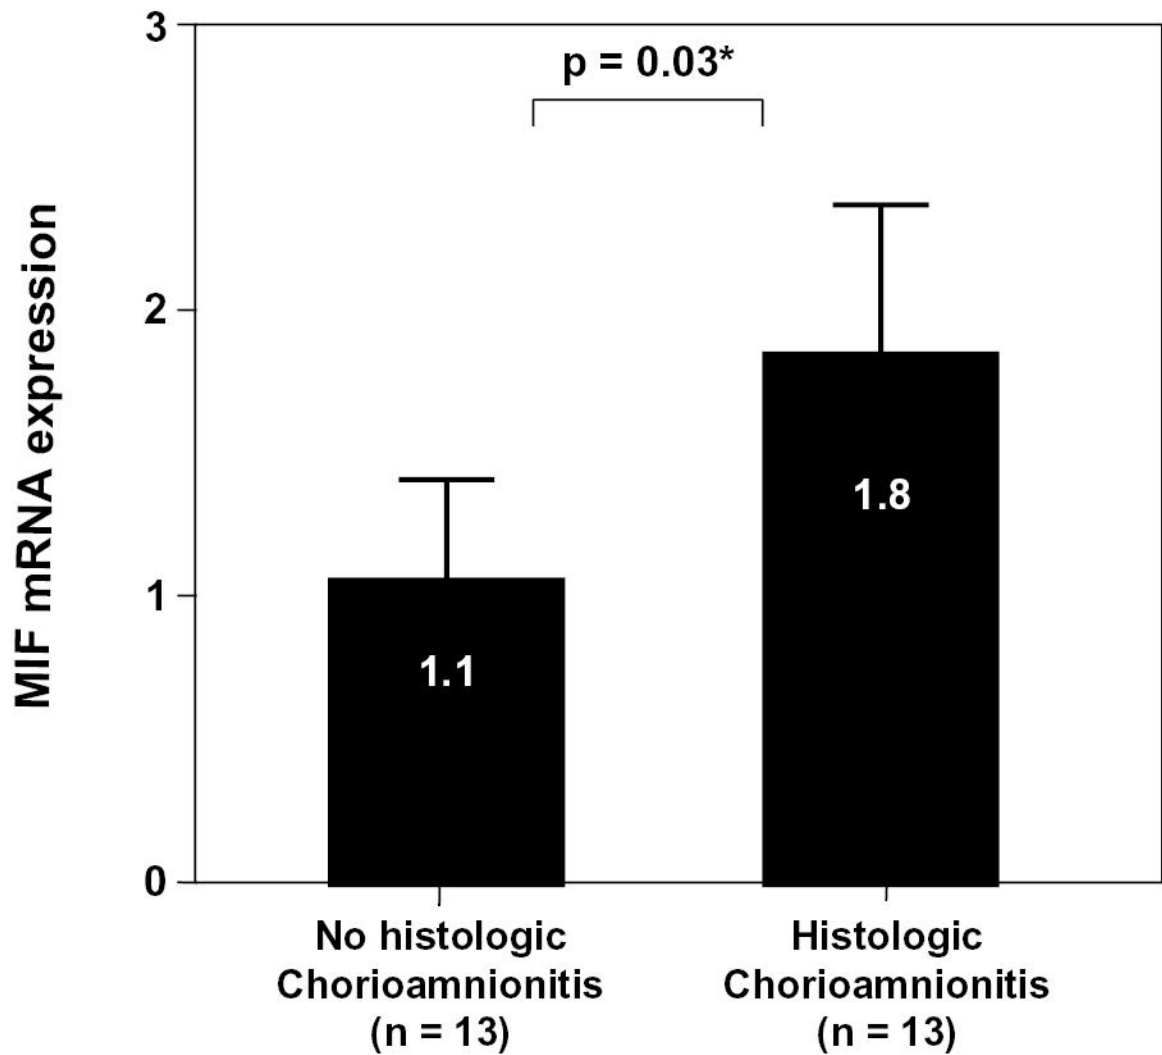 MIF mRNA expression
3
2
1
0
p = 0.03*
1.1
1.8
No histologic
Chorioamnionitis
(n = 13)
Histologic
Chorioamnionitis
(n = 13)